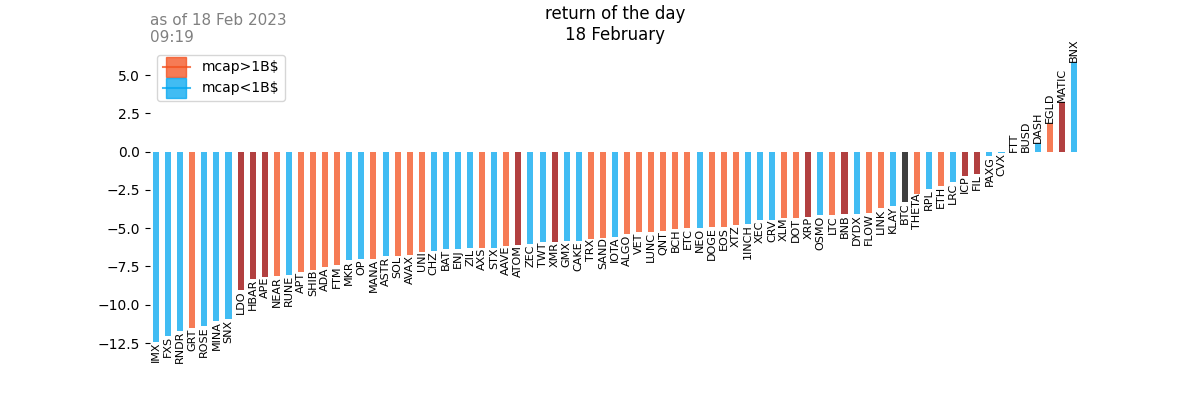 as of 18 Feb 2023
09:19
return of the day
18 February
mcap>1B$
mcap<1B$
5.0
2.5
0.0
−2.5
−5.0
−7.5
−10.0
−12.5
IMX
FXS
RNDR
GRT
ROSE
MINA
SNX
LDO
HBAR
APE
NEAR
RUNE
APT
SHIB
ADA
FTM
MKR
OP
MANA
ASTR
SOL
AVAX
UNI
CHZ
BAT
ENJ
ZIL
AXS
STX
AAVE
ATOM
ZEC
TWT
XMR
GMX
CAKE
TRX
SAND
IOTA
ALGO
VET
LUNC
QNT
BCH
ETC
NEO
DOGE
EOS
XTZ
1INCH
XEC
CRV
XLM
DOT
XRP
OSMO
LTC
BNB
DYDX
FLOW
LINK
KLAY
BTC
THETA
RPL
ETH
LRC
ICP
FIL
PAXG
CVX
FTT
BUSD
DASH
EGLD
MATIC
BNX